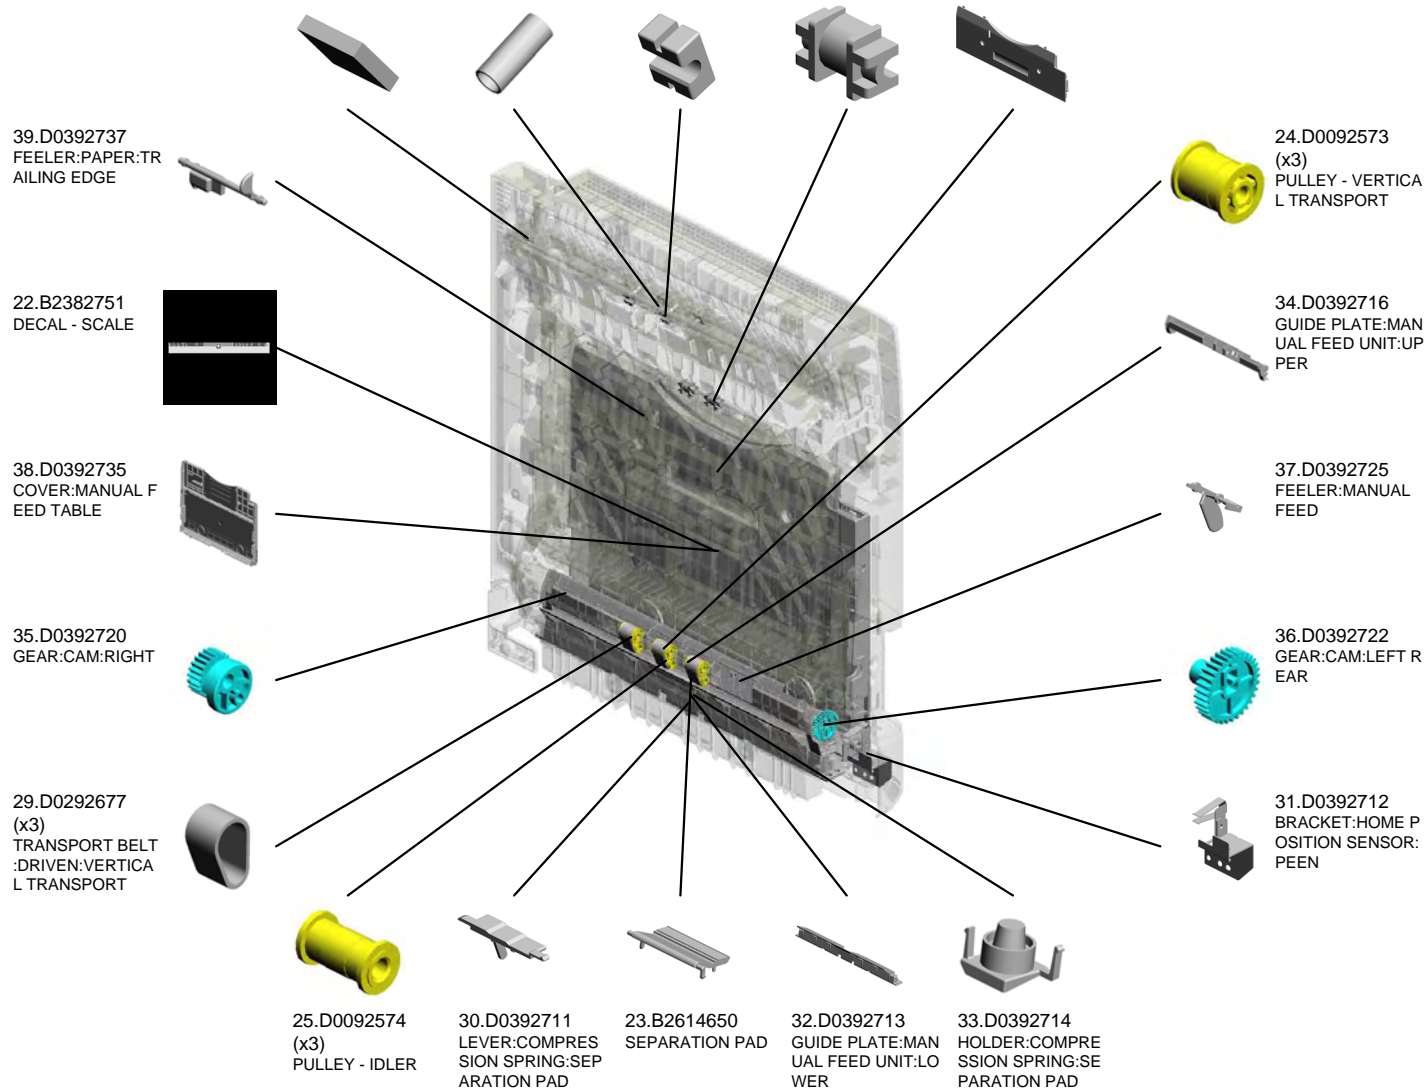 39.D0392737
FEELER:PAPER:TR
AILING EDGE
24.D0092573
(x3)
PULLEY - VERTICA
L TRANSPORT
22.B2382751
DECAL - SCALE
34.D0392716
GUIDE PLATE:MAN
UAL FEED UNIT:UP
PER
38.D0392735
COVER:MANUAL F
EED TABLE
37.D0392725
FEELER:MANUAL
FEED
35.D0392720
GEAR:CAM:RIGHT
36.D0392722
GEAR:CAM:LEFT R
EAR
29.D0292677
(x3)
TRANSPORT BELT
:DRIVEN:VERTICA
L TRANSPORT
31.D0392712
BRACKET:HOME P
OSITION SENSOR:
PEEN
25.D0092574
(x3)
PULLEY - IDLER
30.D0392711
LEVER:COMPRES
SION SPRING:SEP
ARATION PAD
23.B2614650
SEPARATION PAD
32.D0392713
GUIDE PLATE:MAN
UAL FEED UNIT:LO
WER
33.D0392714
HOLDER:COMPRE
SSION SPRING:SE
PARATION PAD